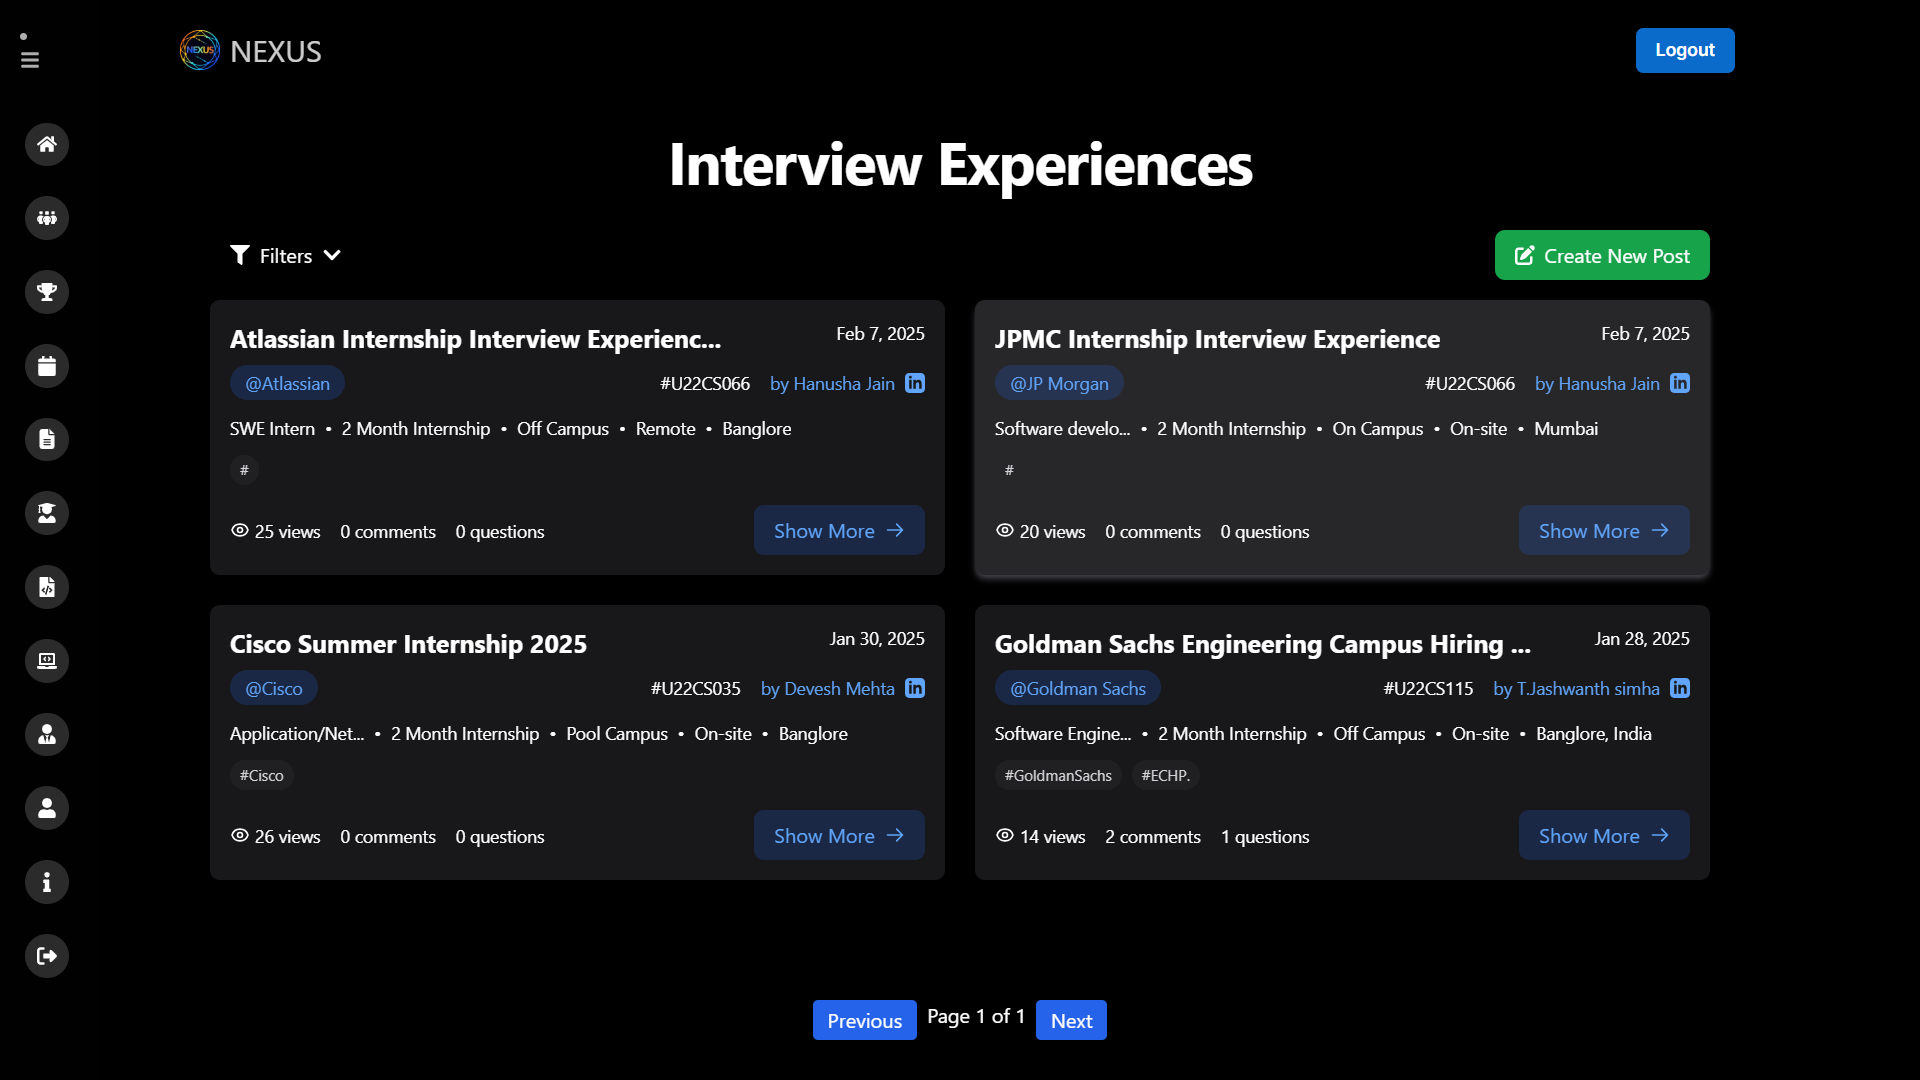 NEXUS
NEXUS
Logout
Interview Experiences
Filters
Create New Post
Atlassian Internship Interview Experienc...
Feb 7, 2025
@Atlassian
#U22CS066
by Hanusha Jain
SWE Intern • 2 Month Internship • Off Campus • Remote • Banglore
#
25 views 0 comments 0 questions
Show More →
JPMC Internship Interview Experience
Feb 7, 2025
@JP Morgan
#U22CS066
by Hanusha Jain
Software develo... • 2 Month Internship • On Campus • On-site • Mumbai
#
20 views 0 comments 0 questions
Show More →
Cisco Summer Internship 2025
Jan 30, 2025
@Cisco
#U22CS035
by Devesh Mehta
Application/Net... • 2 Month Internship • Pool Campus • On-site • Banglore
#Cisco
26 views 0 comments 0 questions
Show More →
Goldman Sachs Engineering Campus Hiring ...
Jan 28, 2025
@Goldman Sachs
#U22CS115
by T.Jashwanth simha
Software Engine... • 2 Month Internship • Off Campus • On-site • Banglore, India
#GoldmanSachs #ECHP.
14 views 2 comments 1 questions
Show More →
Previous Page 1 of 1 Next